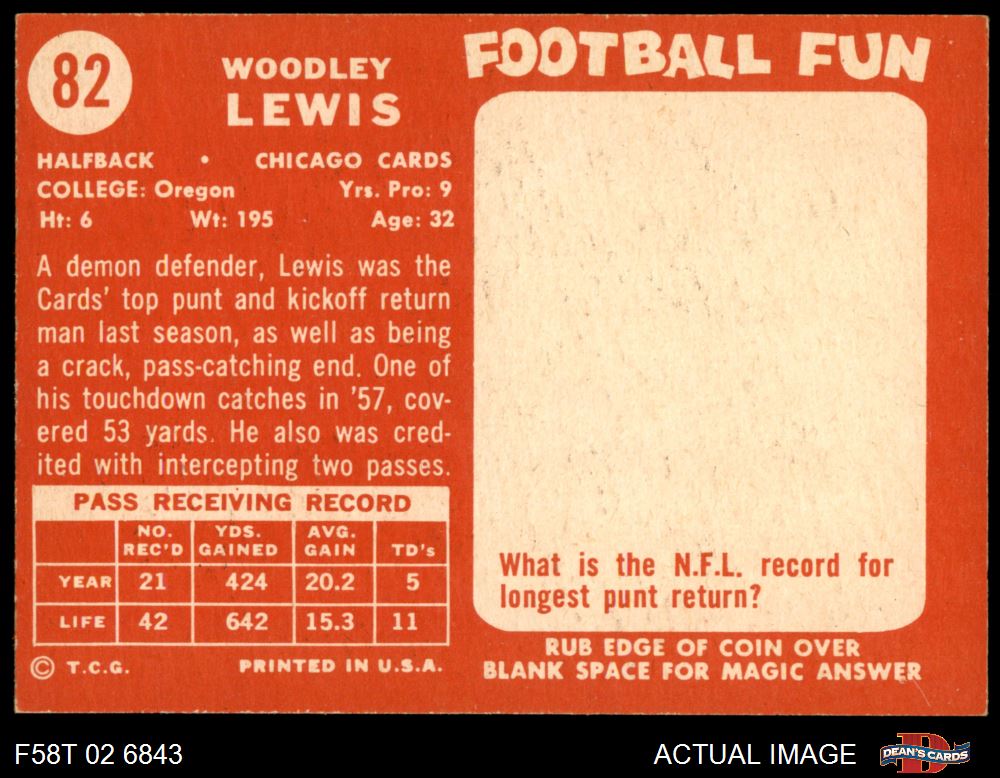 82
WOODLEY
LEWIS
HALFBACK • CHICAGO CARDS
COLLEGE: Oregon Yrs. Pro: 9
Ht: 6 Wt: 195 Age: 32
A demon defender, Lewis was the
Cards' top punt and kickoff return
man last season, as well as being
a crack, pass-catching end. One of
his touchdown catches in '57, cov-
ered 53 yards. He also was cred-
ited with intercepting two passes.
PASS RECEIVING RECORD
NO. REC'D YDS. GAINED AVG. GAIN TD's
YEAR 21 424 20.2 5
LIFE 42 642 15.3 11
© T.C.G. PRINTED IN U.S.A.
FOOTBALL FUN
What is the N.F.L. record for
longest punt return?
RUB EDGE OF COIN OVER
BLANK SPACE FOR MAGIC ANSWER
F58T 02 6843
ACTUAL IMAGE
DEAN'S CARDS